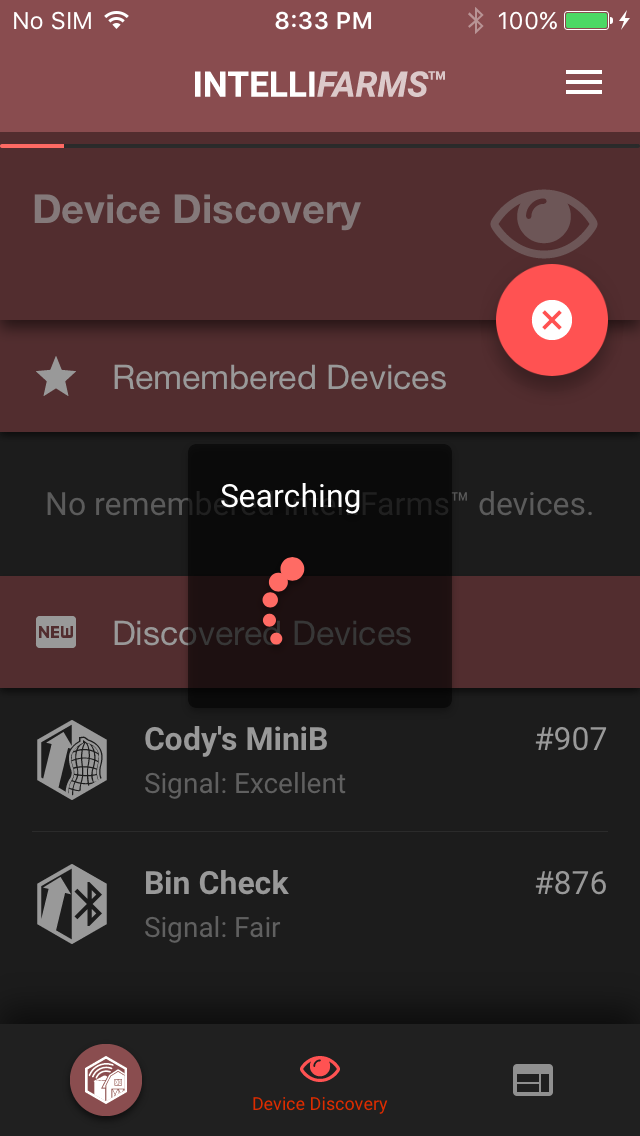 No SIM 8:33 PM 100%
INTELLIFARMS™
Device Discovery
Remembered Devices
Searching
No remembered IntelliFarms™ devices.
NEW Discovered Devices
Cody's MiniB #907
Signal: Excellent
Bin Check #876
Signal: Fair
Device Discovery